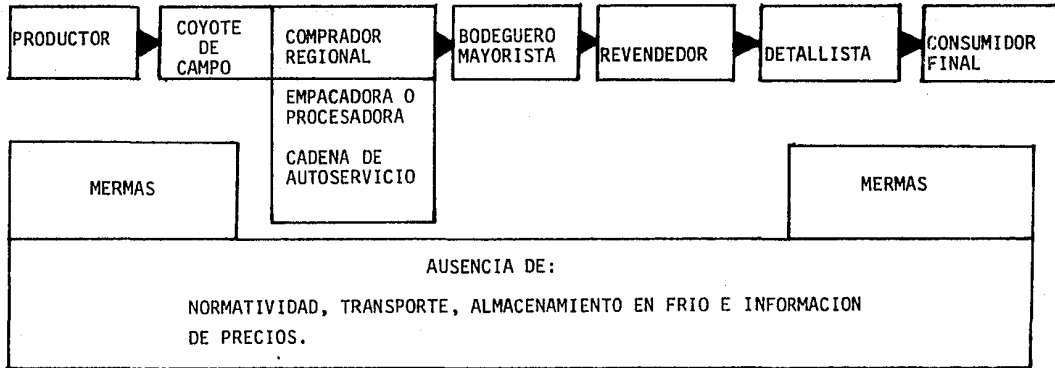 PRODUCTOR
COYOTE
DE
CAMPO
COMPRADOR
REGIONAL
EMPACADORA O
PROCESADORA
CADENA DE
AUTOSERVICIO
BODEGUERO
MAYORISTA
REVENDEDOR
DETALLISTA
CONSUMIDOR
FINAL
MERMAS
MERMAS
AUSENCIA DE:
NORMATIVIDAD, TRANSPORTE, ALMACENAMIENTO EN FRIO E INFORMACION
DE PRECIOS.